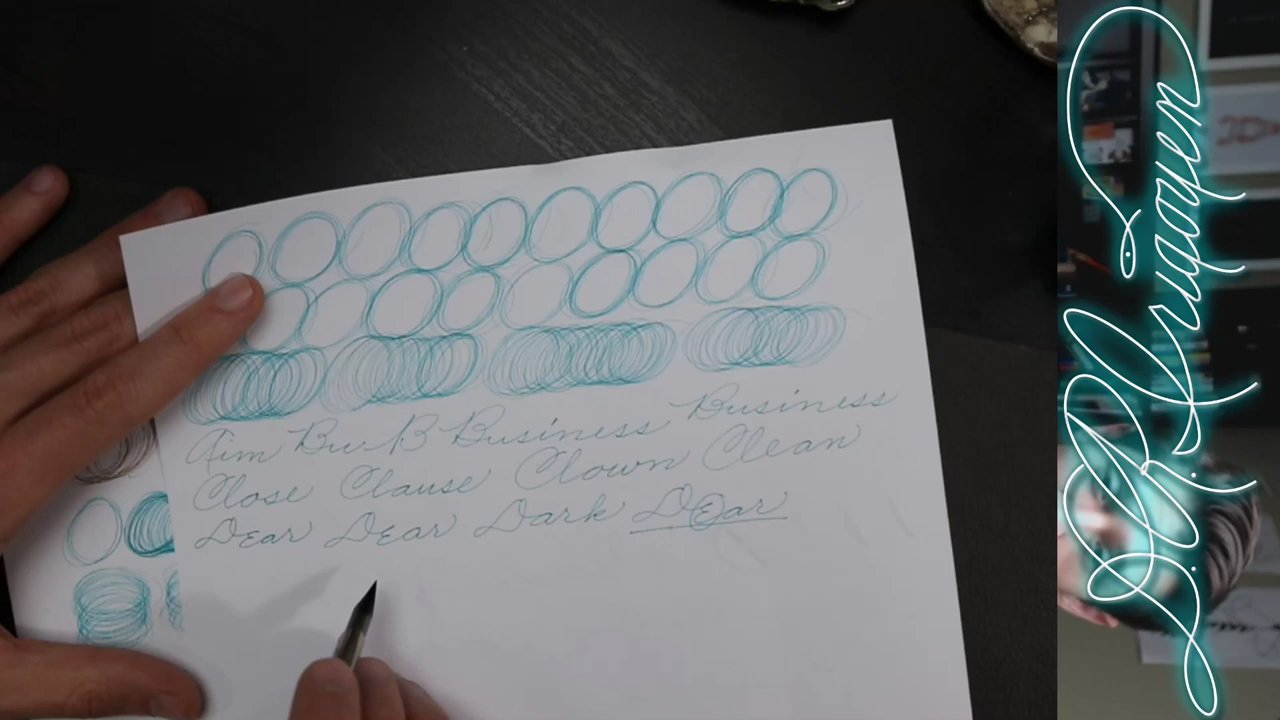 Aim Bu B Business Business
Close Clause Clown Clean
Dear Dear Dark Dear